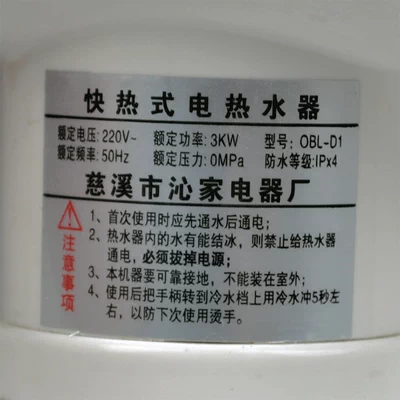 快热式电热水器
额定电压：220V~ 额定功率：3KW 型号：OBL-D1
额定频率：50Hz 额定压力：0MPa 防水等级：IPx4
慈溪市沁家电器厂
注意事项
1、首次使用时应先通水后通电；
2、热水器内的水有能结冰，则禁止给热水器
通电，必须拔掉电源；
3、本机器要可靠接地，不能装在室外；
4、使用后把手柄转到冷水档上用冷水冲5秒左
右，以防下次使用烫手。